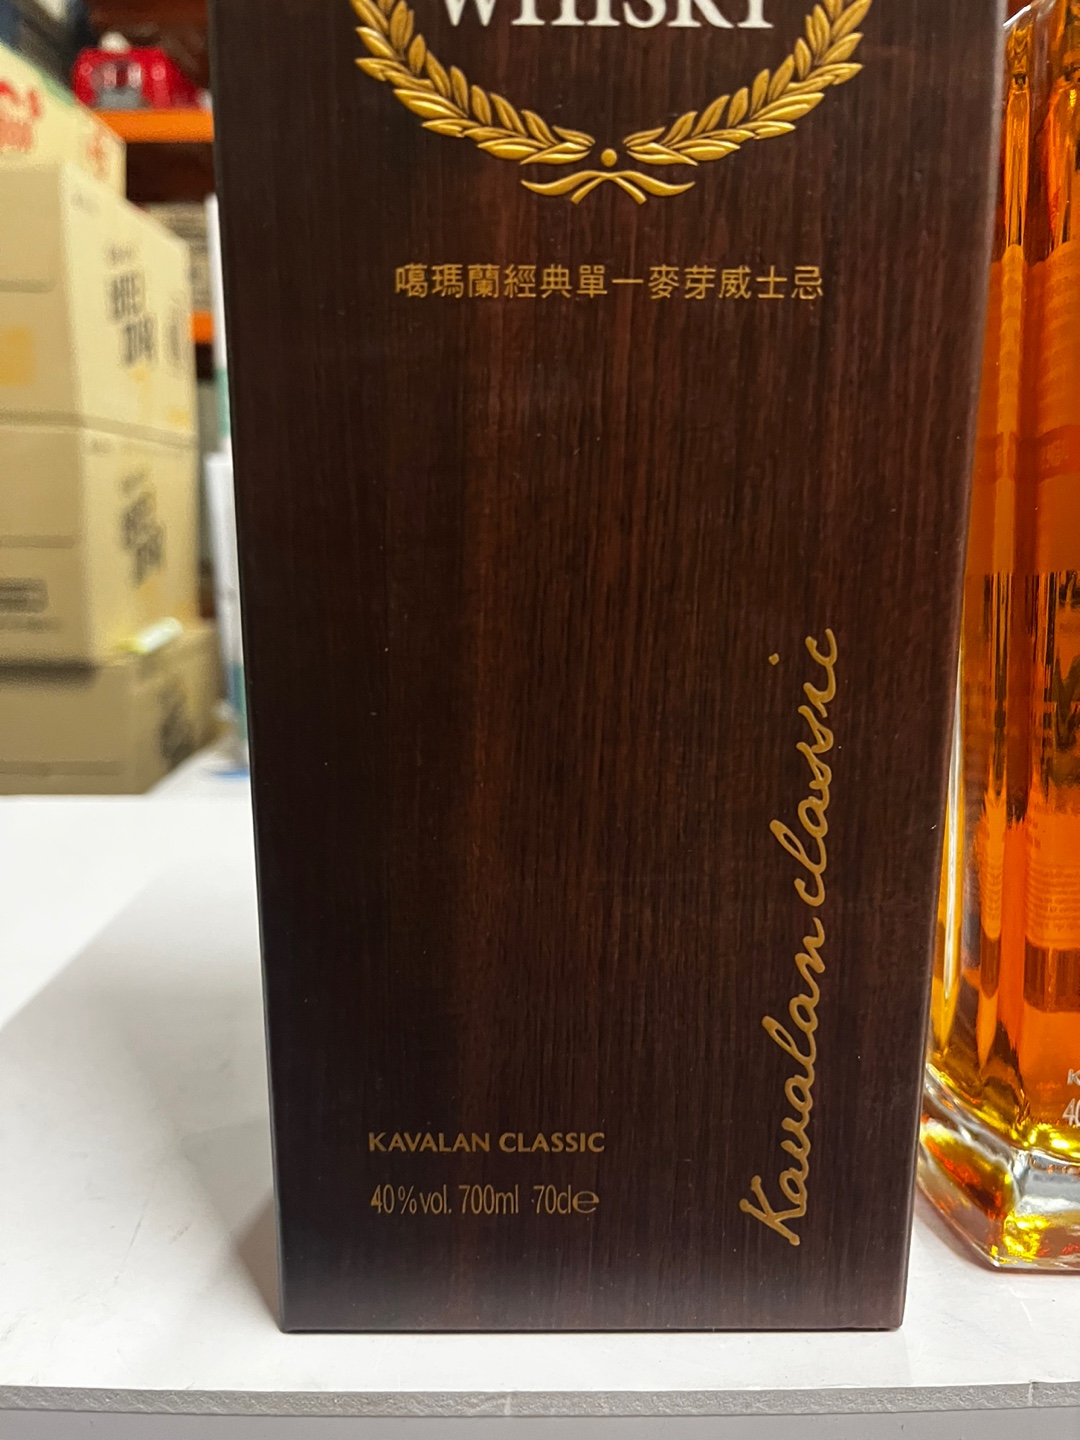 WHISKY
噶瑪蘭經典單一麥芽威士忌
Kavalan classic
KAVALAN CLASSIC
40%vol. 700ml 70cl℮